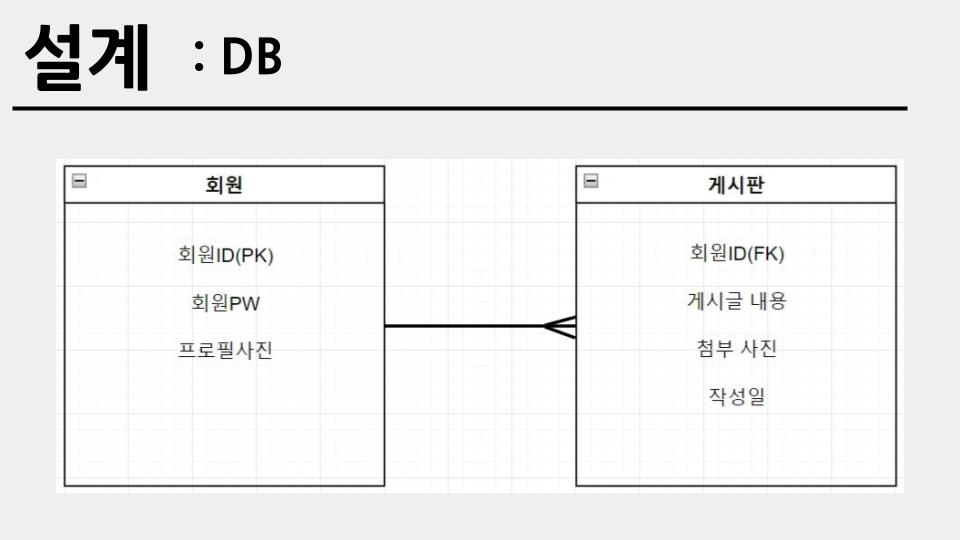 설계 : DB
회원
회원ID(PK)
회원PW
프로필사진
게시판
회원ID(FK)
게시글 내용
첨부 사진
작성일